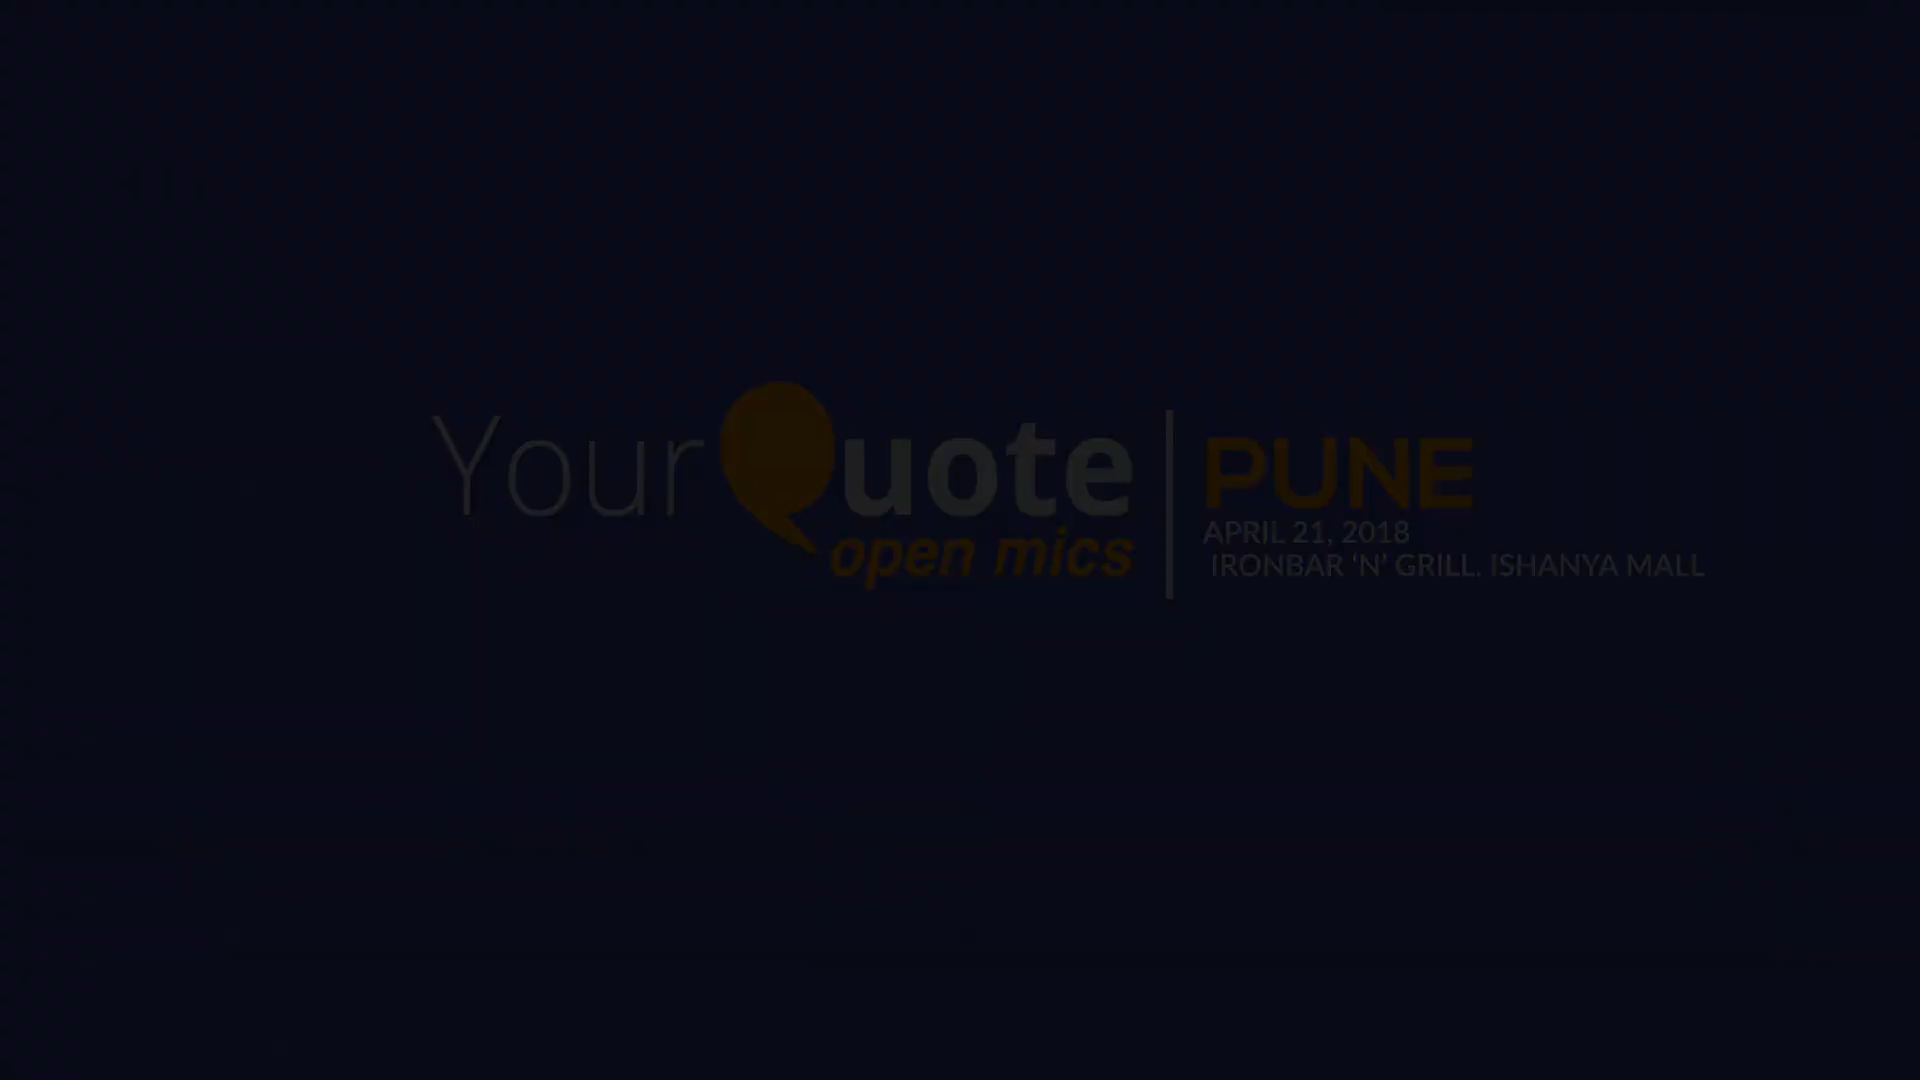 YourQuote
open mics
PUNE
APRIL 21, 2018
IRONBAR ‘N’ GRILL. ISHANYA MALL